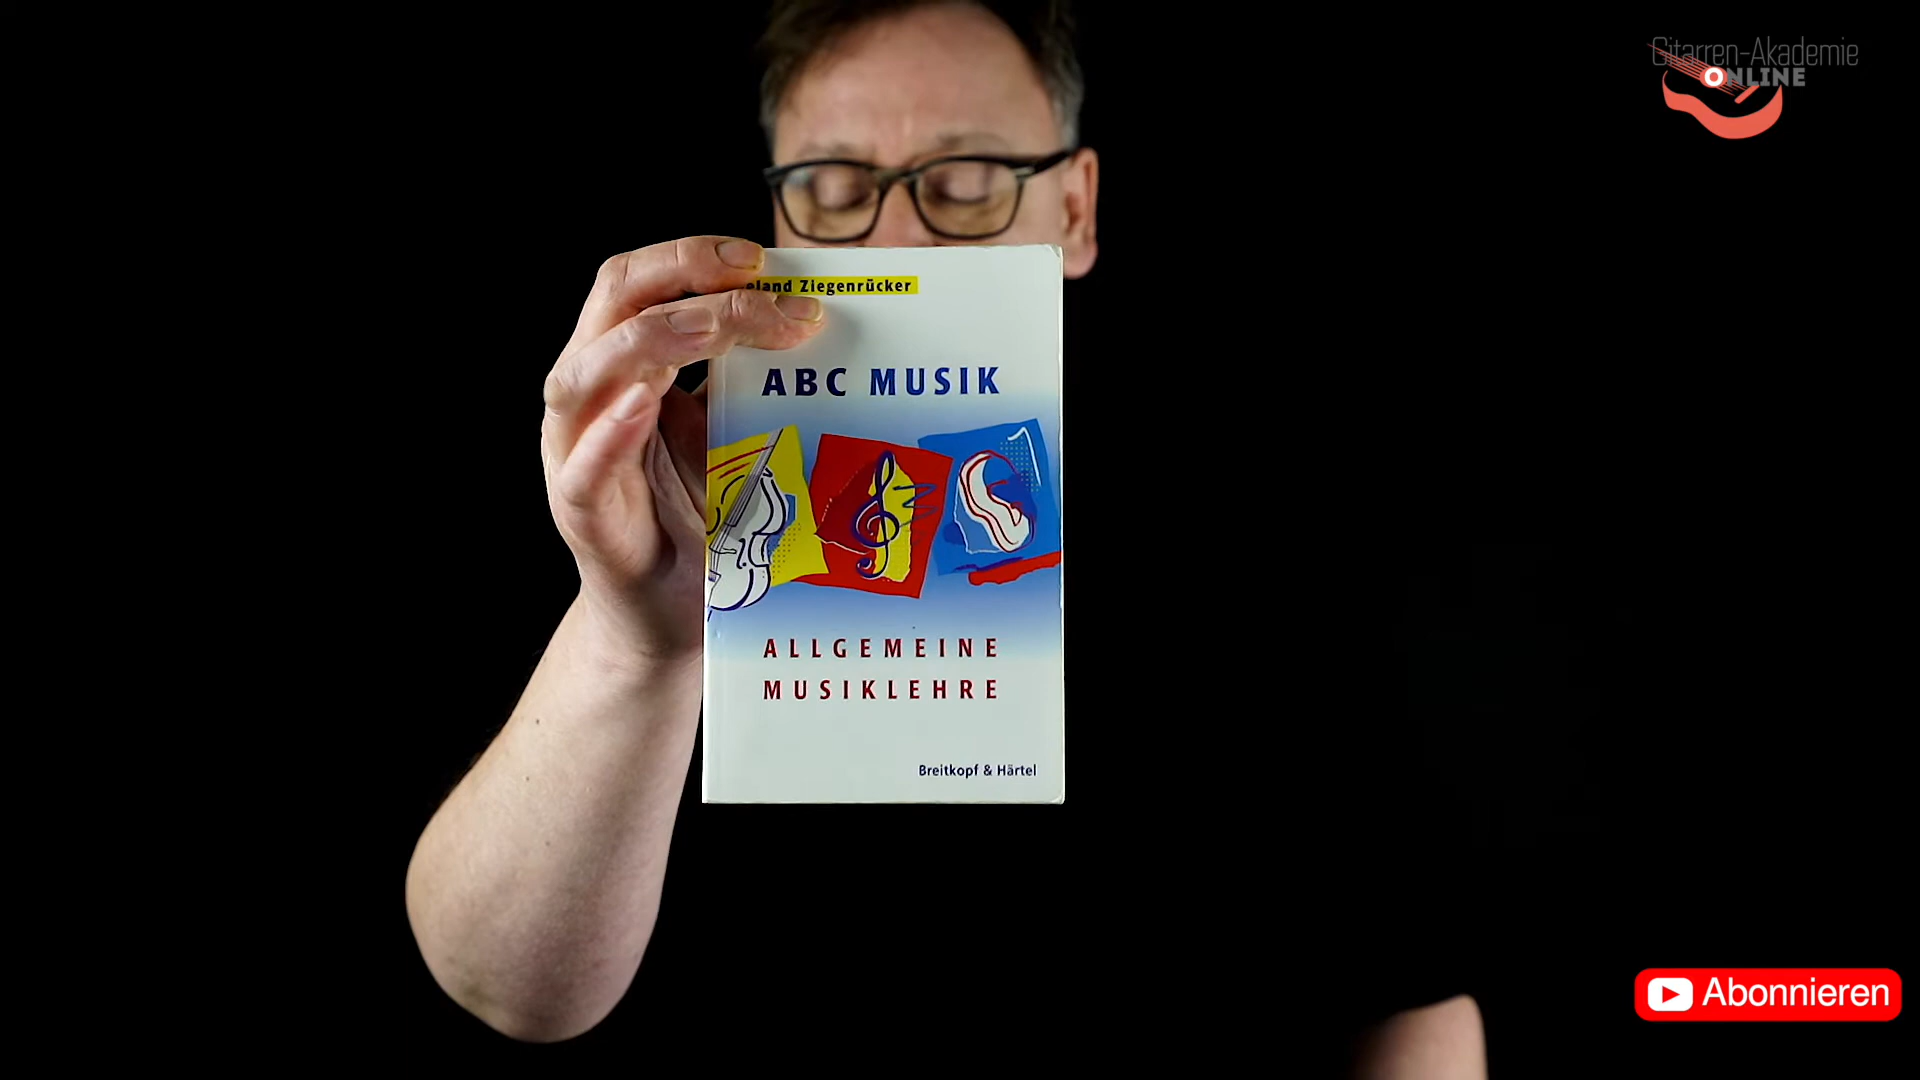 Gitarren-Akademie
ONLINE
eland Ziegenrücker
ABC MUSIK
ALLGEMEINE
MUSIKLEHRE
Breitkopf & Härtel
Abonnieren